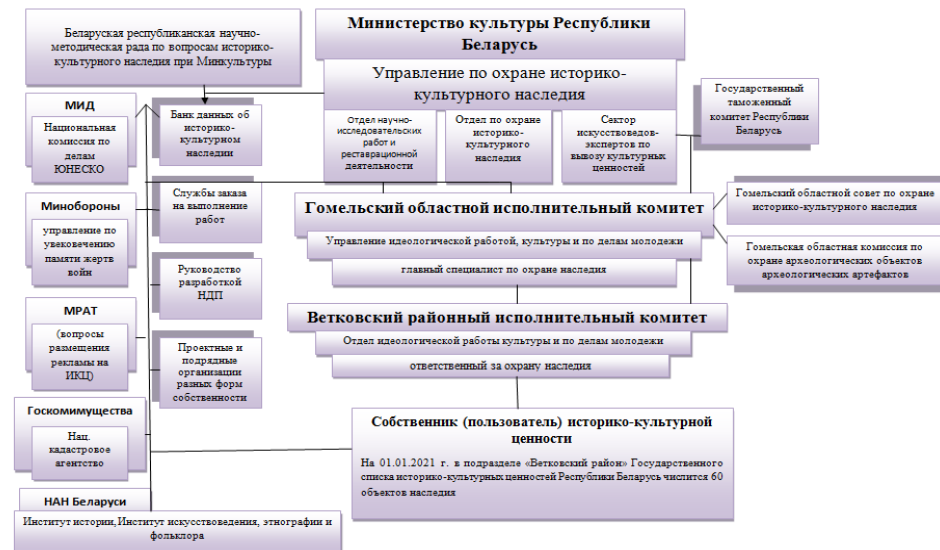 Беларуская республиканская научно-
методическая рада по вопросам историко-
культурного наследия при Минкультуры
Министерство культуры Республики
Беларусь
Управление по охране историко-
культурного наследия
Отдел научно-
исследовательских
работ и
реставрационной
деятельности
Отдел по охране
историко-
культурного
наследия
Сектор
искусствоведов-
экспертов по
вывозу культурных
ценностей
Государственный
таможенный
комитет Республики
Беларусь
МИД
Национальная
комиссия по
делам
ЮНЕСКО
Банк данных об
историко-
культурном
наследии
Минобороны
управление по
увековечению
памяти жертв
войн
Службы заказа
на выполнение
работ
Гомельский областной исполнительный комитет
Управление идеологической работой, культуры и по делам молодежи
главный специалист по охране наследия
Гомельский областной совет по охране
историко-культурного наследия
Гомельская областная комиссия по
охране археологических объектов
археологических артефактов
Руководство
разработкой
НДП
МРАТ
(вопросы
размещения
рекламы на
ИКЦ)
Проектные и
подрядные
организации
разных форм
собственности
Ветковский районный исполнительный комитет
Отдел идеологической работы культуры и по делам молодежи
ответственный за охрану наследия
Госкомимущества
Нац.
кадастровое
агентство
Собственник (пользователь) историко-культурной
ценности
На 01.01.2021 г. в подразделе «Ветковский район» Государственного
списка историко-культурных ценностей Республики Беларусь числится 60
объектов наследия
НАН Беларуси
Институт истории, Институт искусствоведения, этнографии и
фольклора